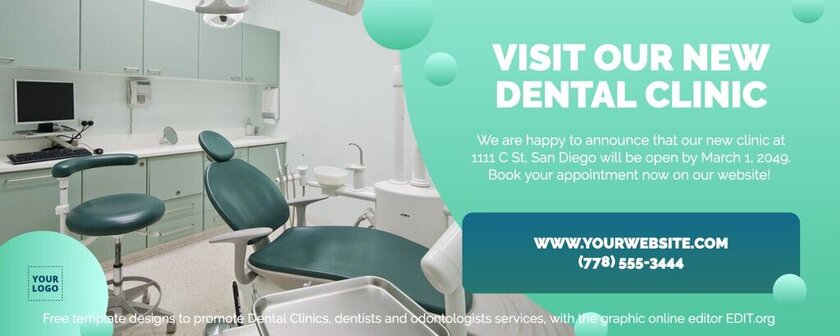 VISIT OUR NEW
DENTAL CLINIC
We are happy to announce that our new clinic at
1111 C St, San Diego will be open by March 1, 2049.
Book your appointment now on our website!
WWW.YOURWEBSITE.COM
(778) 555-3444
YOUR
LOGO
Free template designs to promote Dental Clinics, dentists and odontologists services, with the graphic online editor EDIT.org